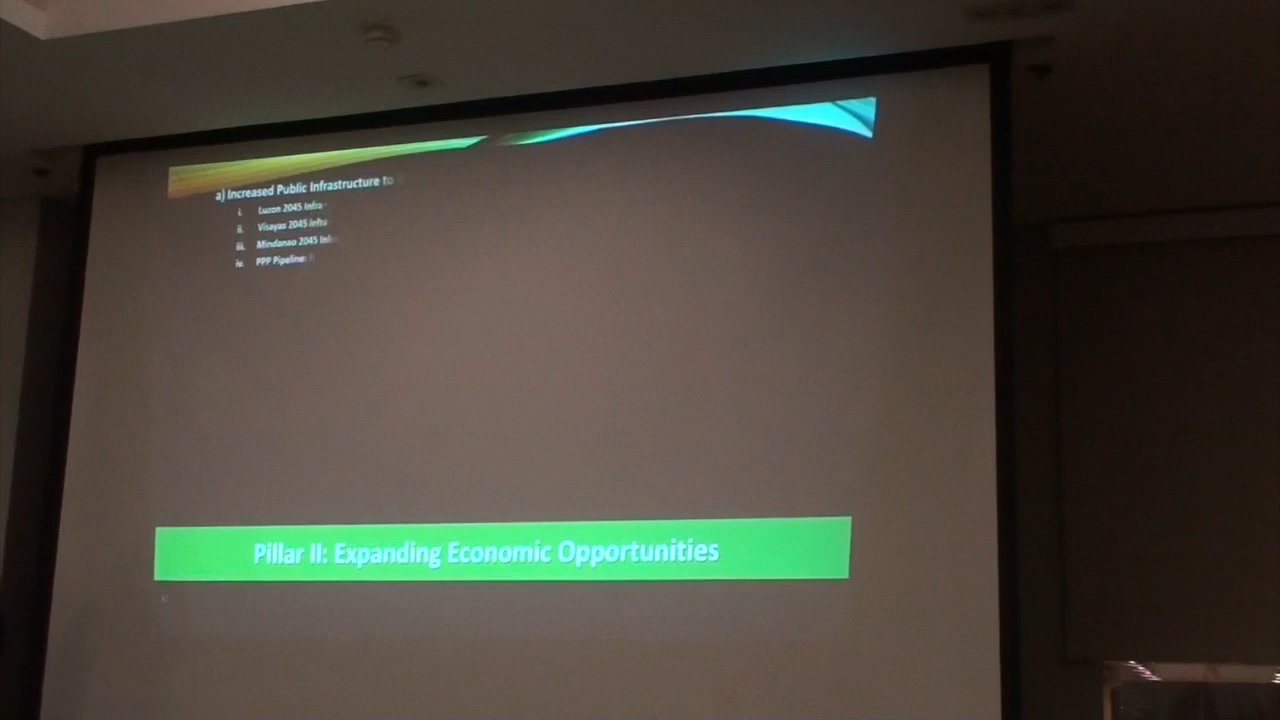 a) Increased Public Infrastructure to
i. Luzon 2045 Infra
ii. Visayas 2045 Infra
iii. Mindanao 2045
iv. PPP Pipeline:
Pillar II: Expanding Economic Opportunities